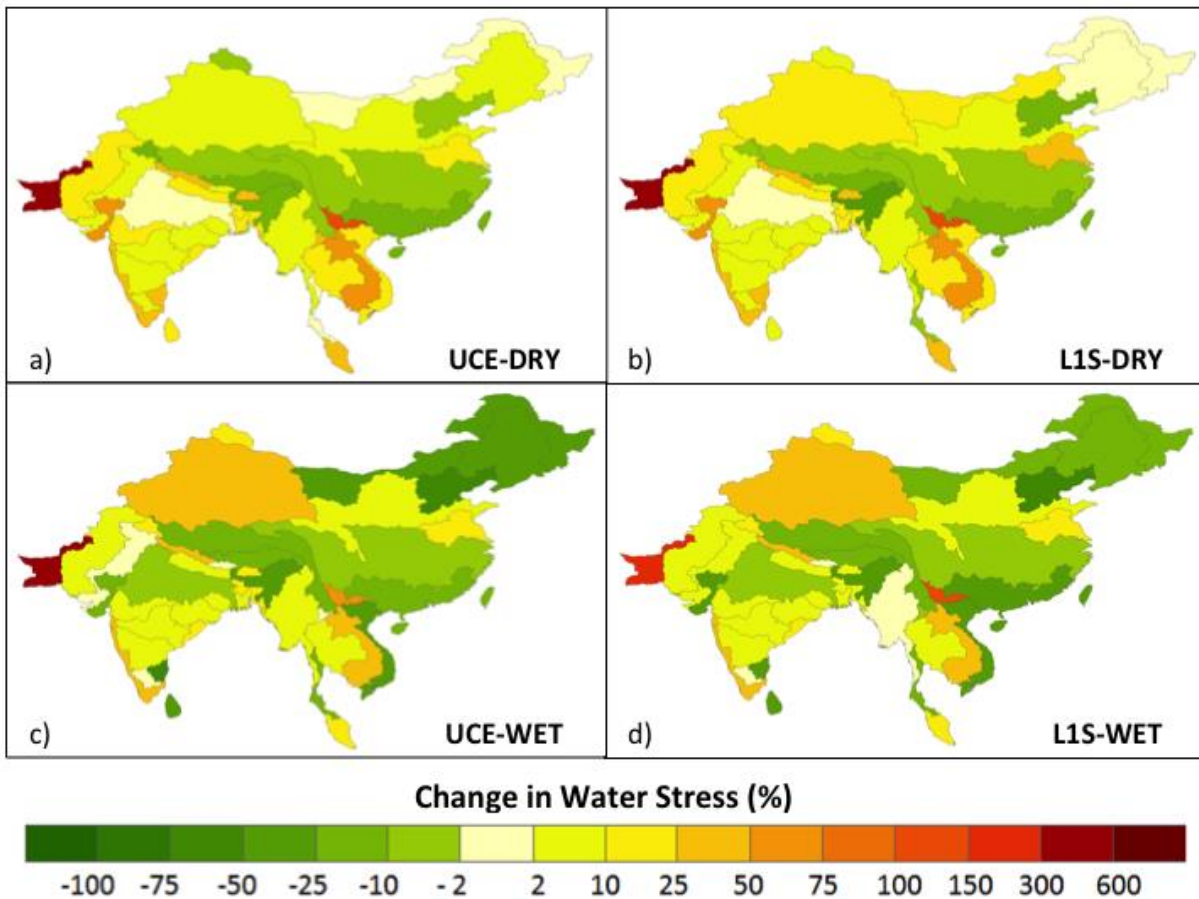 a) UCE-DRY
b) L1S-DRY
c) UCE-WET
d) L1S-WET
Change in Water Stress (%)
-100 -75 -50 -25 -10 - 2 2 10 25 50 75 100 150 300 600